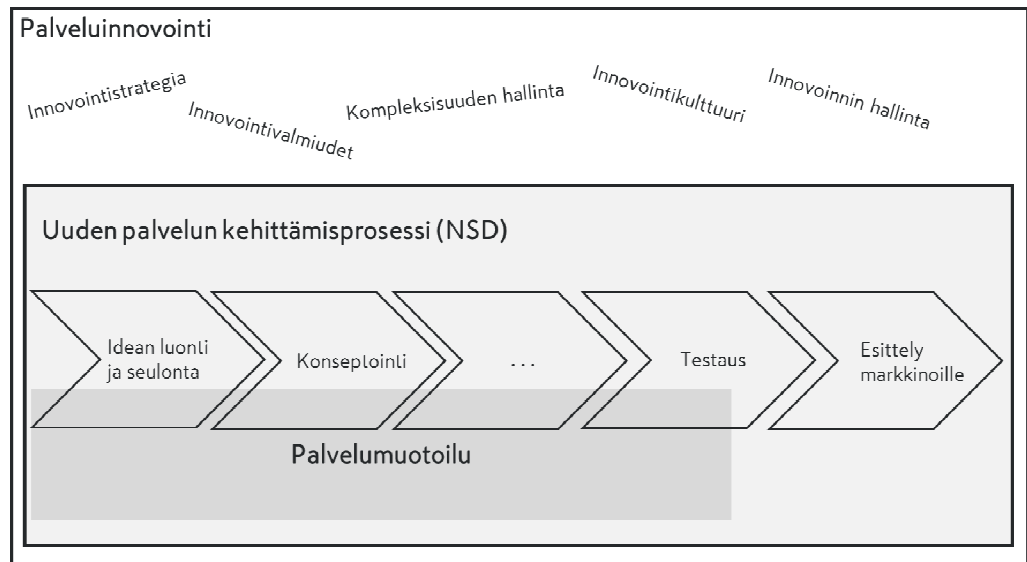 Palveluinnovointi
Innovointistrategia
Innovointivalmiudet
Kompleksisuuden hallinta
Innovointikulttuuri
Innovoinnin hallinta
Uuden palvelun kehittämisprosessi (NSD)
Idean luonti
ja seulonta
Konseptointi
...
Testaus
Esittely
markkinoille
Palvelumuotoilu